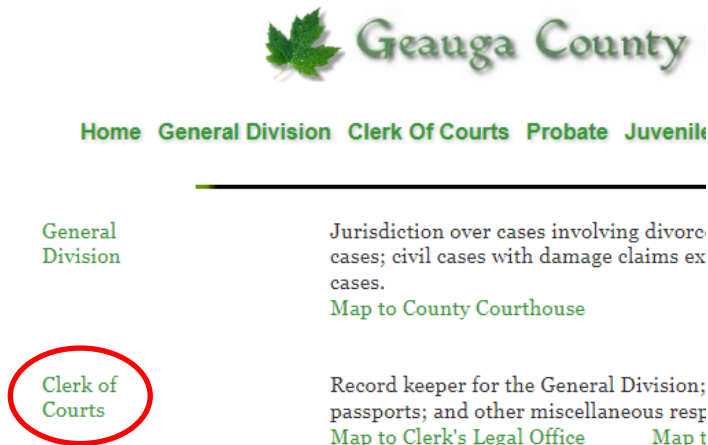 Geauga County
Home General Division Clerk Of Courts Probate Juvenile
General
Division
Jurisdiction over cases involving divorce
cases; civil cases with damage claims
cases.
Map to County Courthouse
Clerk of
Courts
Record keeper for the General Division;
passports; and other miscellaneous
Map to Clerk's Legal Office Map